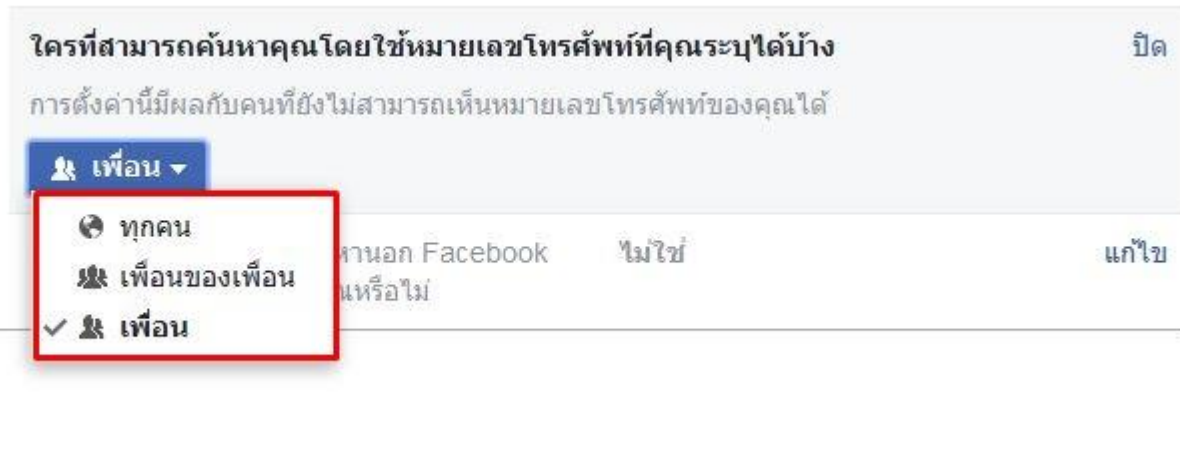 ใครที่สามารถค้นหาคุณโดยใช้หมายเลขโทรศัพท์ที่คุณระบุได้บ้าง ปิด
การตั้งค่านี้มีผลกับคนที่ยังไม่สามารถเห็นหมายเลขโทรศัพท์ของคุณได้
เพื่อน
ทุกคน
เพื่อนของเพื่อน
เพื่อน
หานอก Facebook ไม่ใช่ แก้ไข
ณหรือไม่